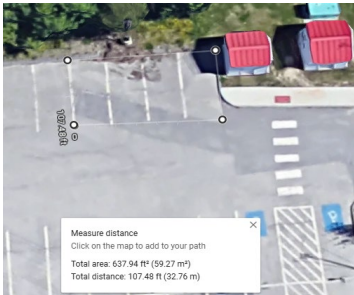 107.48 ft
Measure distance
Click on the map to add to your path
Total area: 637.94 ft² (59.27 m²)
Total distance: 107.48 ft (32.76 m)